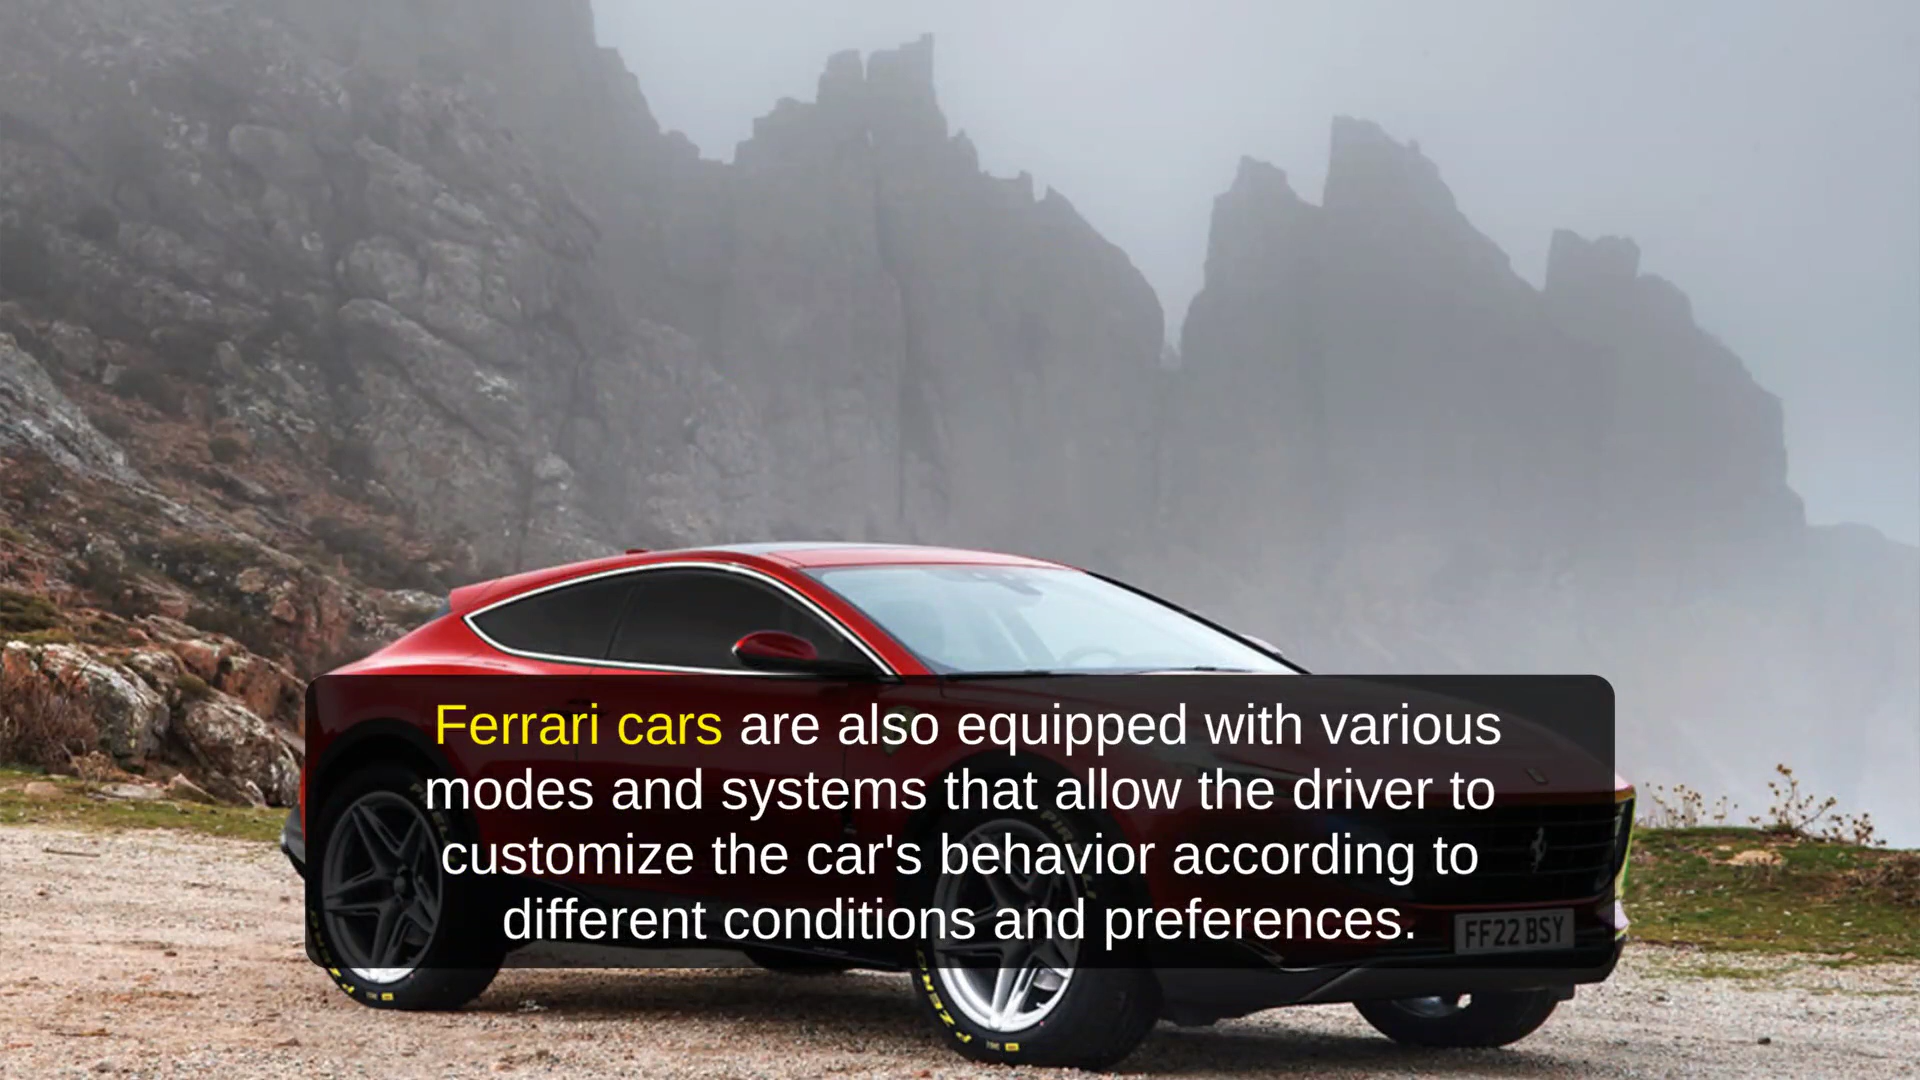 Ferrari cars are also equipped with various
modes and systems that allow the driver to
customize the car's behavior according to
different conditions and preferences.
FF22 BSY
P ZERO